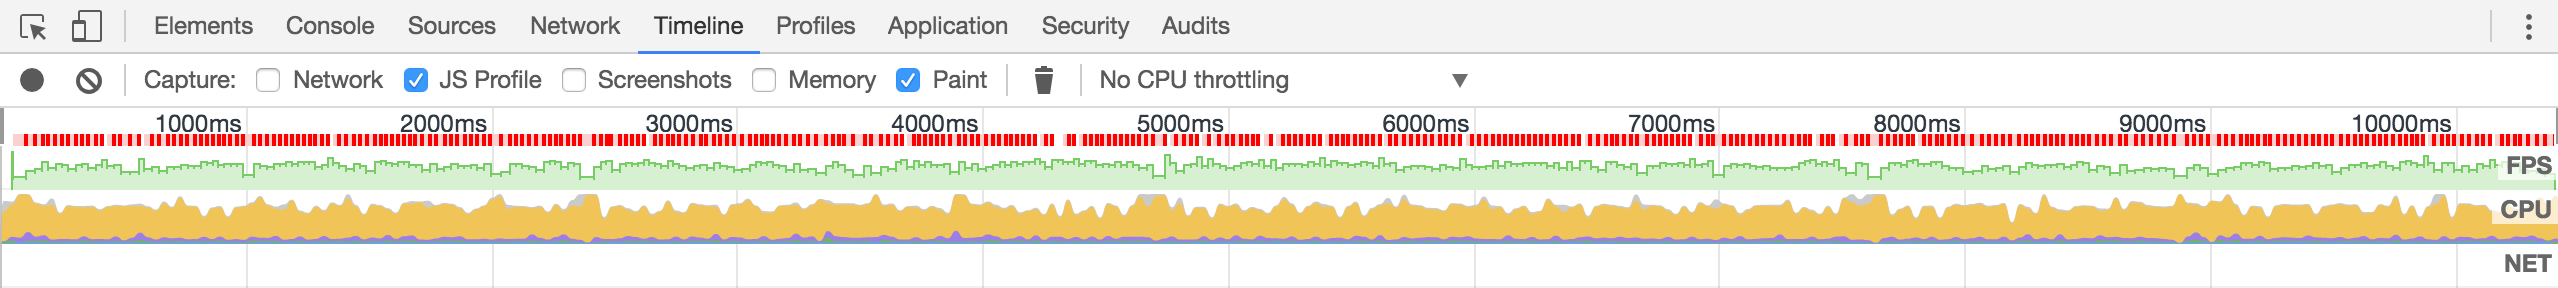 Elements Console Sources Network Timeline Profiles Application Security Audits
Capture: Network JS Profile Screenshots Memory Paint No CPU throttling
1000ms 2000ms 3000ms 4000ms 5000ms 6000ms 7000ms 8000ms 9000ms 10000ms
FPS
CPU
NET